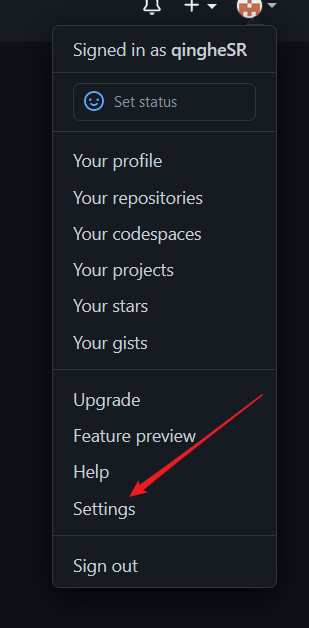 Signed in as qingheSR
Set status
Your profile
Your repositories
Your codespaces
Your projects
Your stars
Your gists
Upgrade
Feature preview
Help
Settings
Sign out